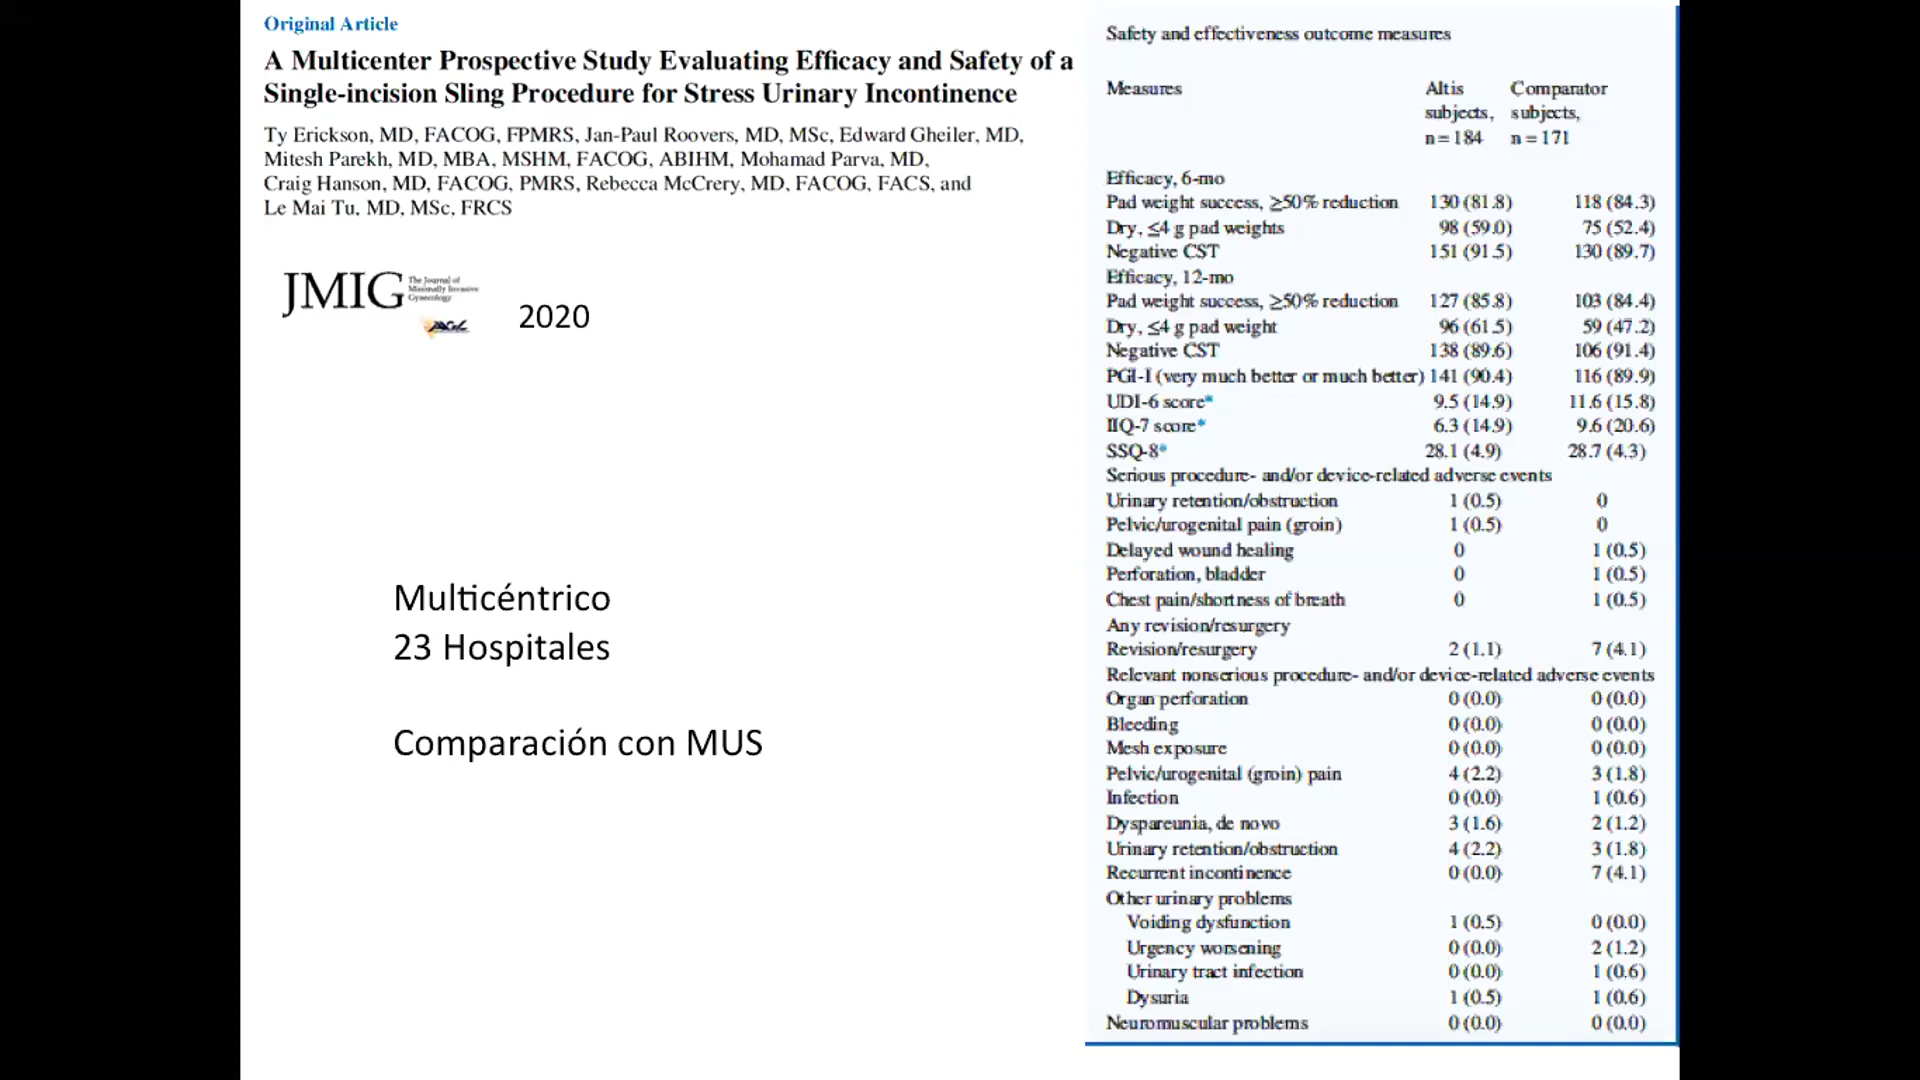 Original Article
A Multicenter Prospective Study Evaluating Efficacy and Safety of a
Single-incision Sling Procedure for Stress Urinary Incontinence
Ty Erickson, MD, FACOG, FPMRS, Jan-Paul Roovers, MD, MSc, Edward Gheiler, MD,
Mitesh Parekh, MD, MBA, MSHM, FACOG, ABIHM, Mohamad Parva, MD,
Craig Hanson, MD, FACOG, PMRS, Rebecca McCrery, MD, FACOG, FACS, and
Le Mai Tu, MD, MSc, FRCS
JMIG The Journal of
Minimally Invasive
Gynecology
AAGL
2020
Multicéntrico
23 Hospitales
Comparación con MUS
Safety and effectiveness outcome measures
Measures Altis Comparator
subjects, subjects,
n = 184 n = 171
Efficacy, 6-mo
Pad weight success, ≥50% reduction 130 (81.8) 118 (84.3)
Dry, ≤4 g pad weights 98 (59.0) 75 (52.4)
Negative CST 151 (91.5) 130 (89.7)
Efficacy, 12-mo
Pad weight success, ≥50% reduction 127 (85.8) 103 (84.4)
Dry, ≤4 g pad weight 96 (61.5) 59 (47.2)
Negative CST 138 (89.6) 106 (91.4)
PGI-I (very much better or much better) 141 (90.4) 116 (89.9)
UDI-6 score* 9.5 (14.9) 11.6 (15.8)
IIQ-7 score* 6.3 (14.9) 9.6 (20.6)
SSQ-8* 28.1 (4.9) 28.7 (4.3)
Serious procedure- and/or device-related adverse events
Urinary retention/obstruction 1 (0.5) 0
Pelvic/urogenital pain (groin) 1 (0.5) 0
Delayed wound healing 0 1 (0.5)
Perforation, bladder 0 1 (0.5)
Chest pain/shortness of breath 0 1 (0.5)
Any revision/resurgery
Revision/resurgery 2 (1.1) 7 (4.1)
Relevant nonserious procedure- and/or device-related adverse events
Organ perforation 0 (0.0) 0 (0.0)
Bleeding 0 (0.0) 0 (0.0)
Mesh exposure 0 (0.0) 0 (0.0)
Pelvic/urogenital (groin) pain 4 (2.2) 3 (1.8)
Infection 0 (0.0) 1 (0.6)
Dyspareunia, de novo 3 (1.6) 2 (1.2)
Urinary retention/obstruction 4 (2.2) 3 (1.8)
Recurrent incontinence 0 (0.0) 7 (4.1)
Other urinary problems
Voiding dysfunction 1 (0.5) 0 (0.0)
Urgency worsening 0 (0.0) 2 (1.2)
Urinary tract infection 0 (0.0) 1 (0.6)
Dysuria 1 (0.5) 1 (0.6)
Neuromuscular problems 0 (0.0) 0 (0.0)